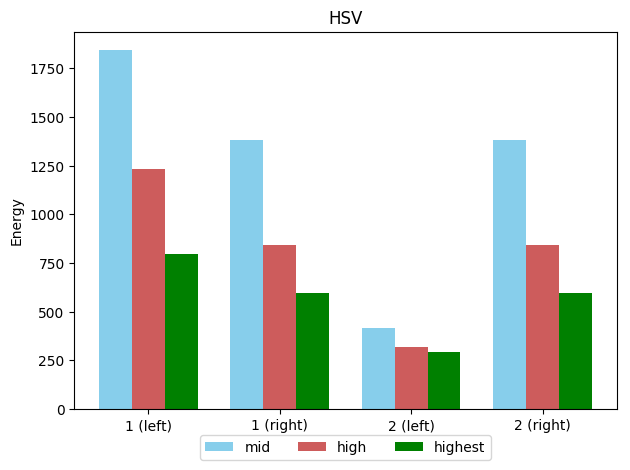 HSV
Energy
1750
1500
1250
1000
750
500
250
0
1 (left) 1 (right) 2 (left) 2 (right)
mid high highest